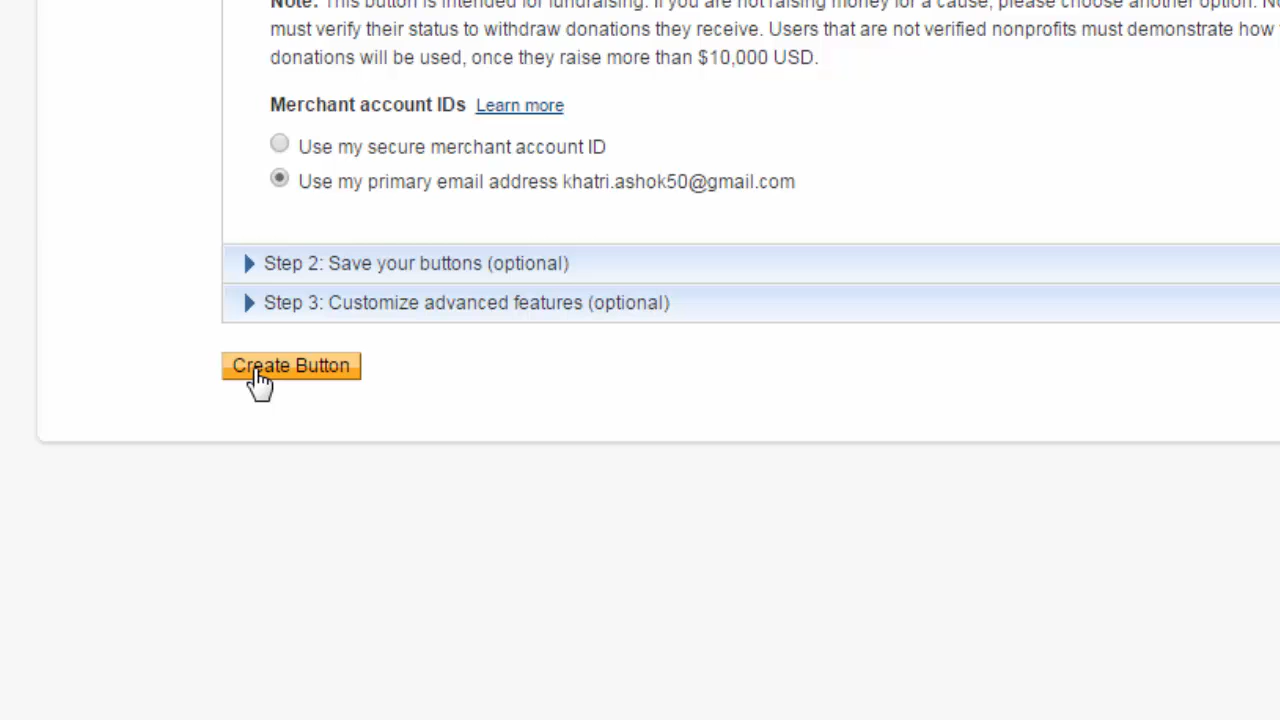 Note: This button is intended for fundraising. If you are not raising money for a cause, please choose another option. No
must verify their status to withdraw donations they receive. Users that are not verified nonprofits must demonstrate how
donations will be used, once they raise more than $10,000 USD.
Merchant account IDs Learn more
Use my secure merchant account ID
Use my primary email address khatri.ashok50@gmail.com
Step 2: Save your buttons (optional)
Step 3: Customize advanced features (optional)
Create Button